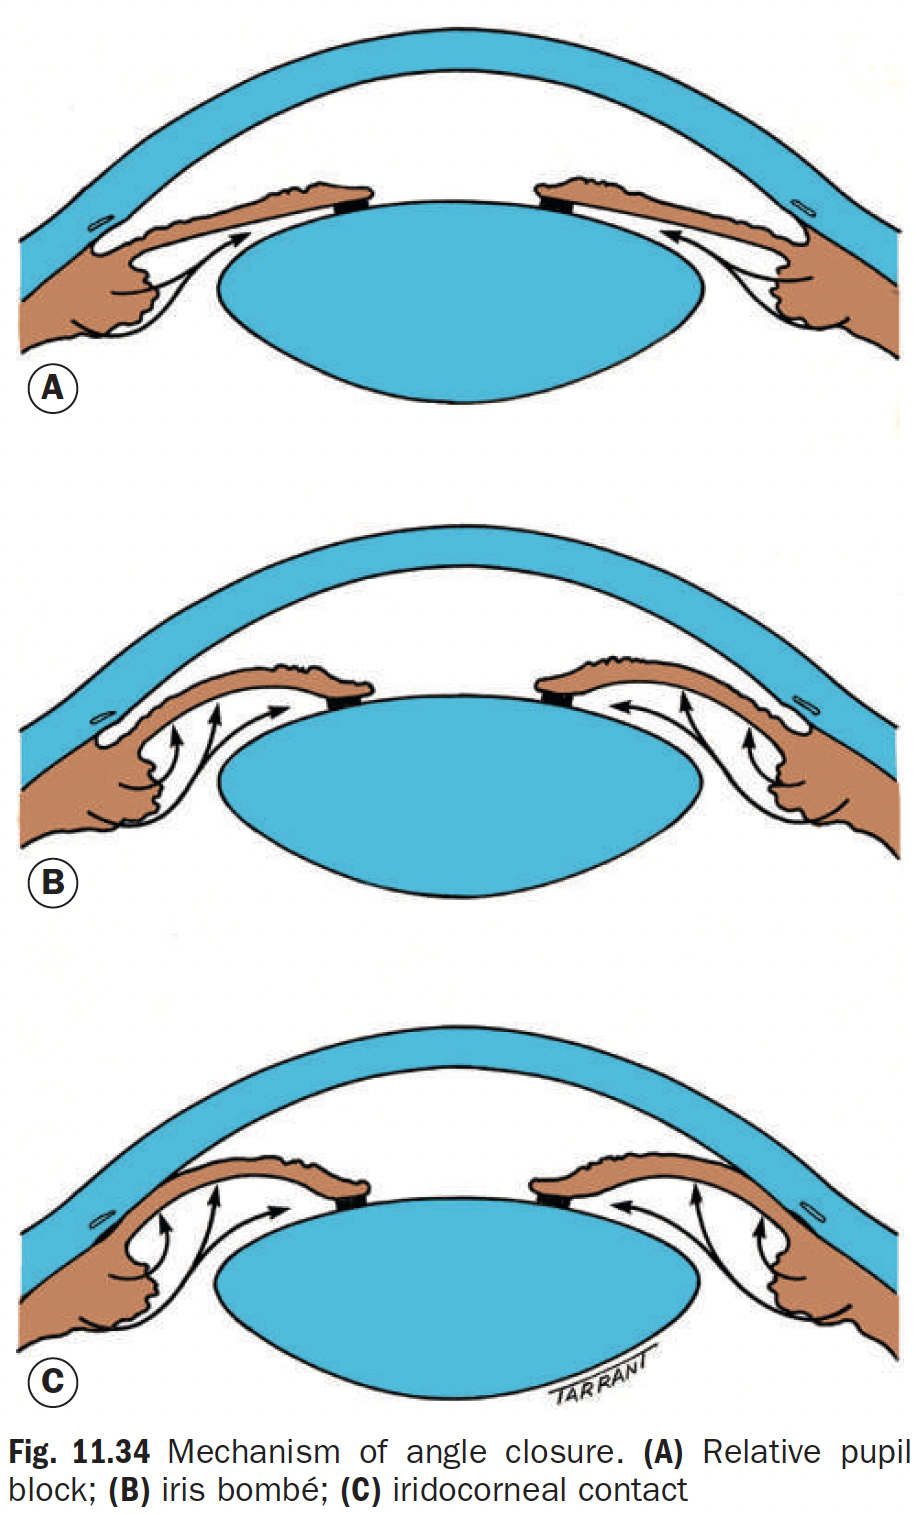 A
B
C
TARRANT
Fig. 11.34 Mechanism of angle closure. (A) Relative pupil
block; (B) iris bombé; (C) iridocorneal contact